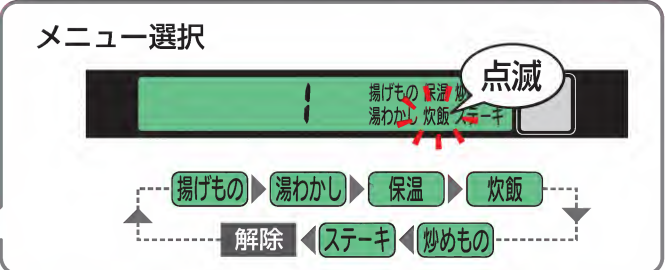 メニュー選択
点滅
1
揚げもの 保温 炒
湯わかし 炊飯 ステーキ
揚げもの 湯わかし 保温 炊飯
解除 ステーキ 炒めもの